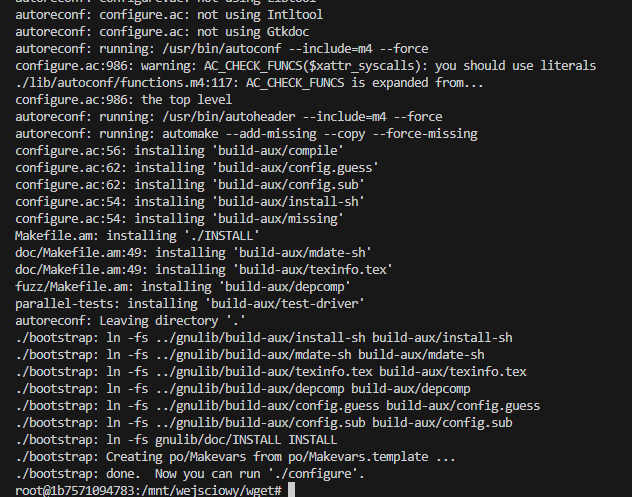 autoreconf: configure.ac: not using Libtool
autoreconf: configure.ac: not using Intltool
autoreconf: configure.ac: not using Gtkdoc
autoreconf: running: /usr/bin/autoconf --include=m4 --force
configure.ac:986: warning: AC_CHECK_FUNCS($xattr_syscalls): you should use literals
./lib/autoconf/functions.m4:117: AC_CHECK_FUNCS is expanded from...
configure.ac:986: the top level
autoreconf: running: /usr/bin/autoheader --include=m4 --force
autoreconf: running: automake --add-missing --copy --force-missing
configure.ac:56: installing 'build-aux/compile'
configure.ac:62: installing 'build-aux/config.guess'
configure.ac:62: installing 'build-aux/config.sub'
configure.ac:54: installing 'build-aux/install-sh'
configure.ac:54: installing 'build-aux/missing'
Makefile.am: installing './INSTALL'
doc/Makefile.am:49: installing 'build-aux/mdate-sh'
doc/Makefile.am:49: installing 'build-aux/texinfo.tex'
fuzz/Makefile.am: installing 'build-aux/depcomp'
parallel-tests: installing 'build-aux/test-driver'
autoreconf: Leaving directory '.'
./bootstrap: ln -fs ../gnulib/build-aux/install-sh build-aux/install-sh
./bootstrap: ln -fs ../gnulib/build-aux/mdate-sh build-aux/mdate-sh
./bootstrap: ln -fs ../gnulib/build-aux/texinfo.tex build-aux/texinfo.tex
./bootstrap: ln -fs ../gnulib/build-aux/depcomp build-aux/depcomp
./bootstrap: ln -fs ../gnulib/build-aux/config.guess build-aux/config.guess
./bootstrap: ln -fs ../gnulib/build-aux/config.sub build-aux/config.sub
./bootstrap: ln -fs gnulib/doc/INSTALL INSTALL
./bootstrap: Creating po/Makevars from po/Makevars.template ...
./bootstrap: done.  Now you can run './configure'.
root@1b7571094783:/mnt/wejsciowy/wget#